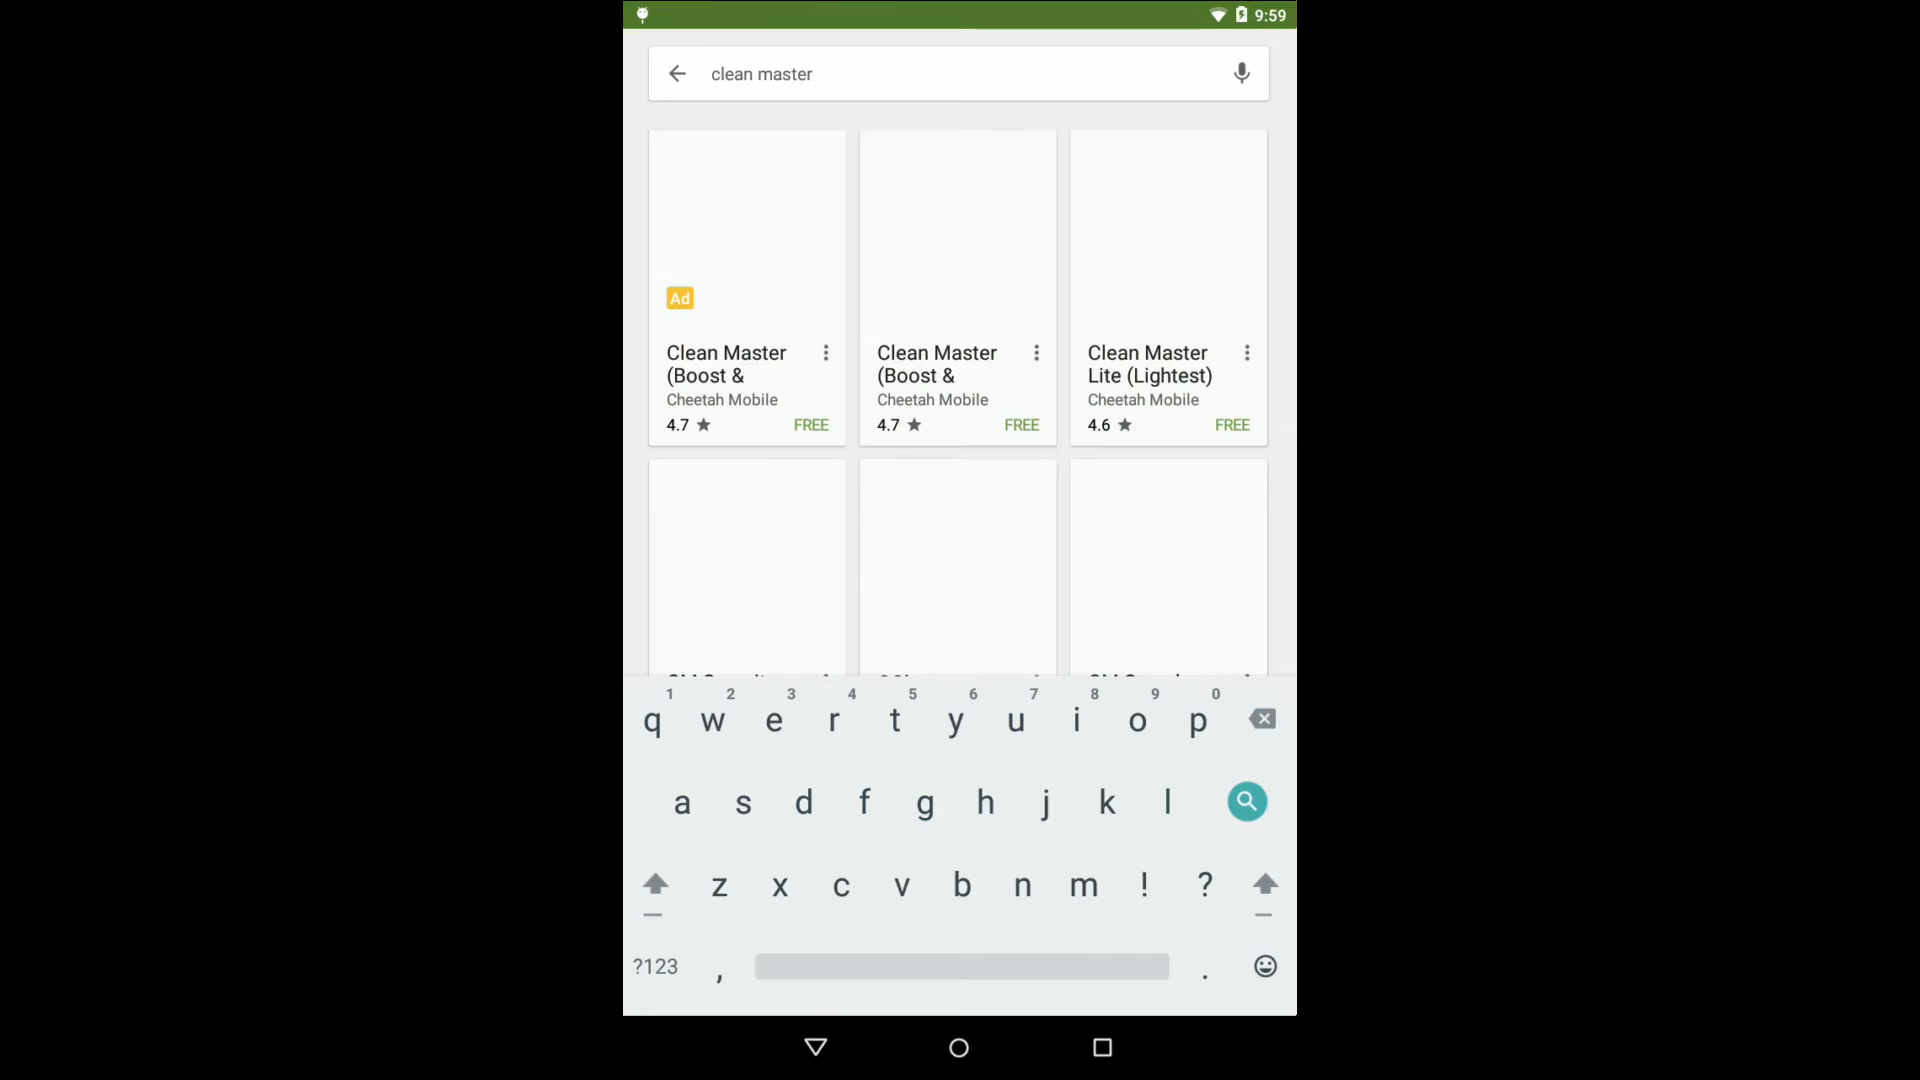 9:59
clean master
Ad
Clean Master
(Boost &
Cheetah Mobile
4.7 FREE
Clean Master
(Boost &
Cheetah Mobile
4.7 FREE
Clean Master
Lite (Lightest)
Cheetah Mobile
4.6 FREE
1 2 3 4 5 6 7 8 9 0
q w e r t y u i o p
a s d f g h j k l
z x c v b n m ! ?
?123 , .